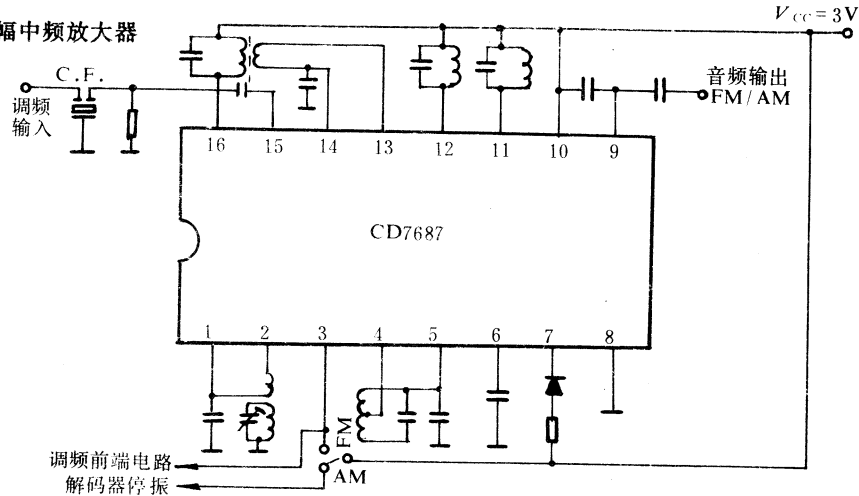 幅中频放大器
V CC = 3V
C.F.
调频
输入
音频输出
FM/AM
16 15 14 13 12 11 10 9
CD7687
1 2 3 4 5 6 7 8
FM
AM
调频前端电路
解码器停振